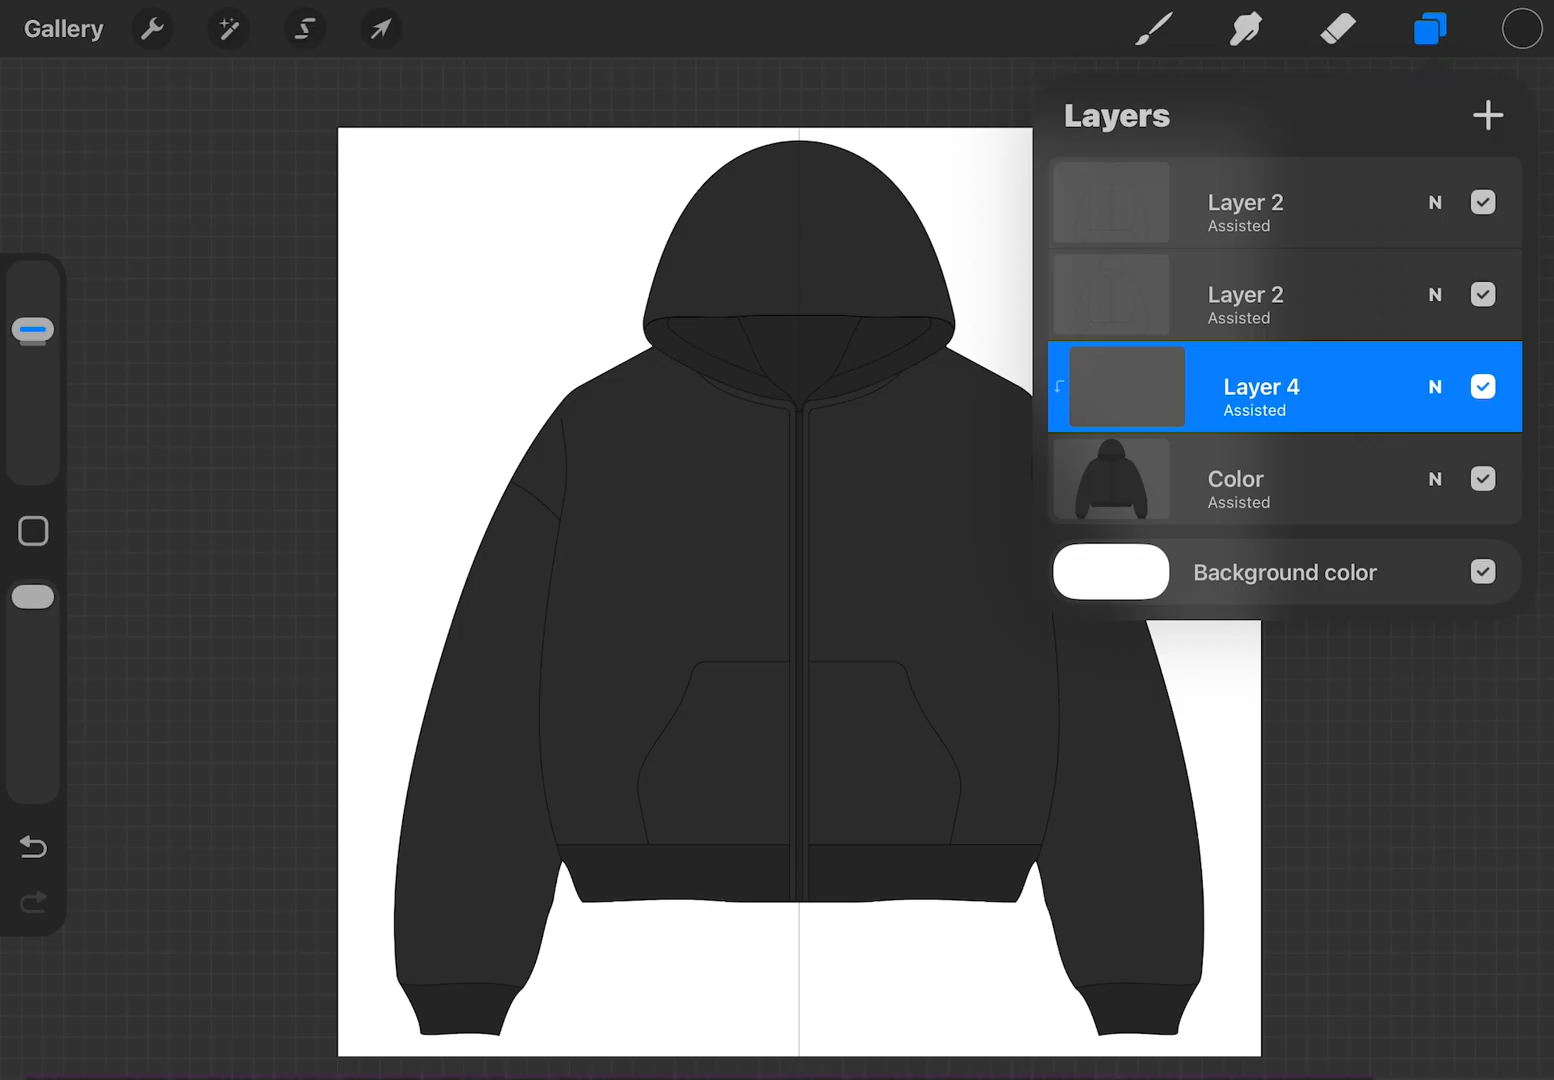 Gallery
Layers
Layer 2
Assisted
N
Layer 2
Assisted
N
Layer 4
Assisted
N
Color
Assisted
N
Background color